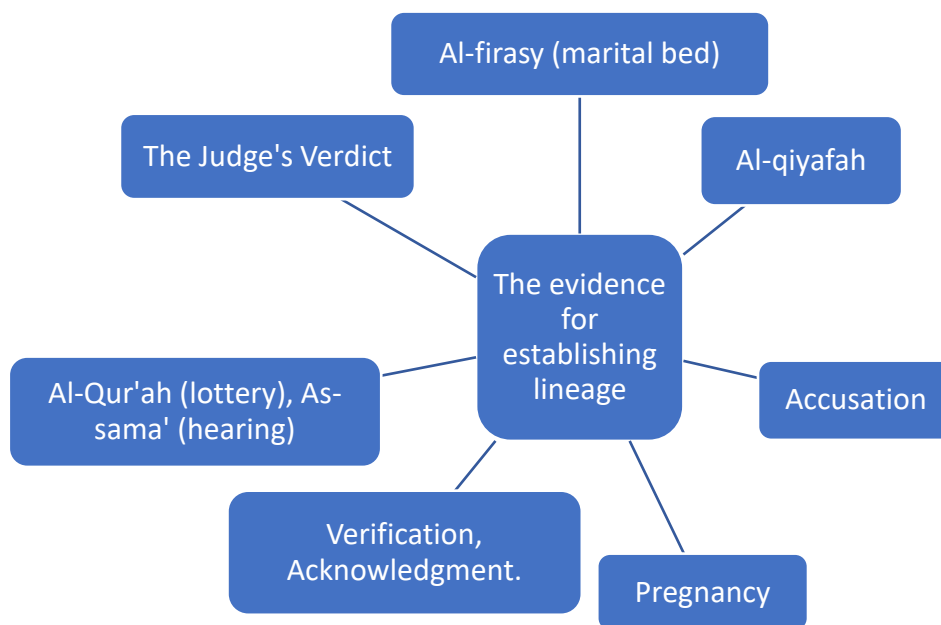 Al-firasy (marital bed)
The Judge's Verdict
Al-qiyafah
The evidence
for
establishing
lineage
Al-Qur'ah (lottery), As-
sama' (hearing)
Accusation
Verification,
Acknowledgment.
Pregnancy